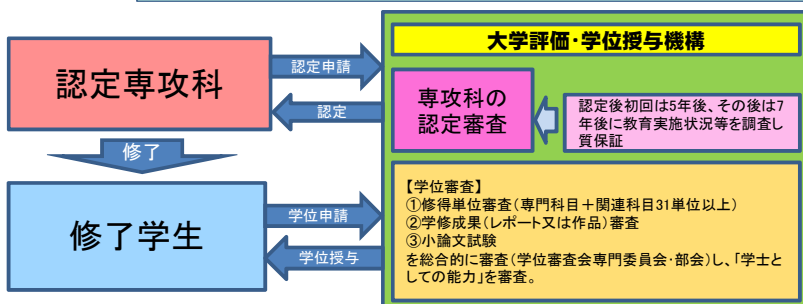 大学評価・学位授与機構
認定専攻科
認定申請
認定
専攻科の
認定審査
認定後初回は5年後、その後は7
年後に教育実施状況等を調査し
質保証
修了
修了学生
学位申請
学位授与
【学位審査】
①修得単位審査(専門科目+関連科目31単位以上)
②学修成果(レポート又は作品)審査
③小論文試験
を総合的に審査(学位審査会専門委員会・部会)し、「学士と
しての能力」を審査。